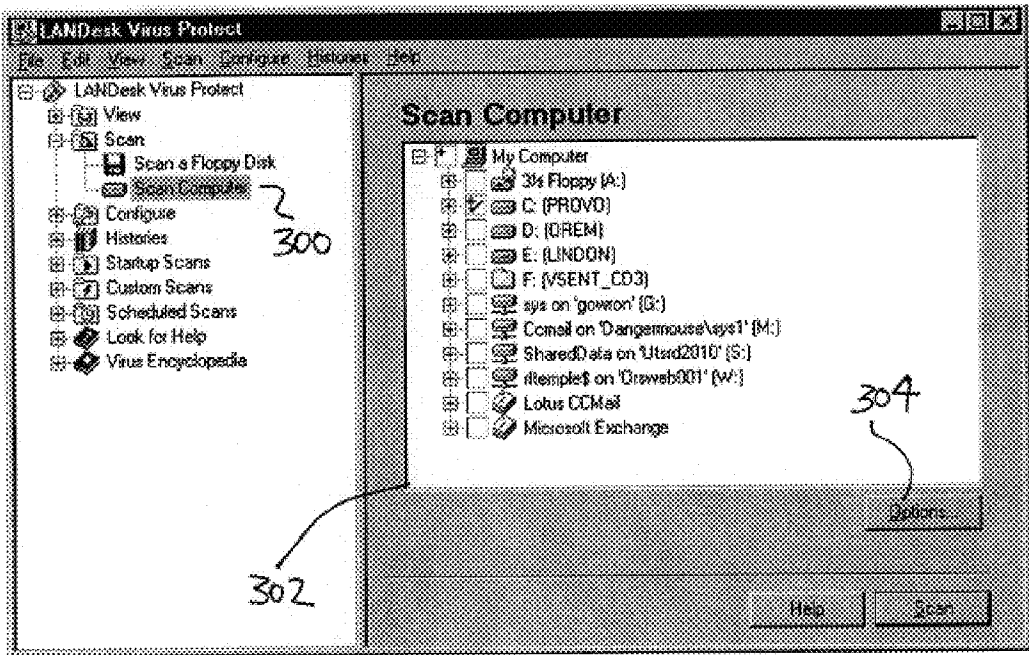 LANDesk Virus Protect
File Edit View Scan Configure Histories Help
LANDesk Virus Protect
View
Scan
Scan a Floppy Disk
Scan Computer
Configure
Histories
Startup Scans
Custom Scans
Scheduled Scans
Look for Help
Virus Encyclopedia
300
302
Scan Computer
My Computer
3½ Floppy (A:)
C: (PROVO)
D: (OREM)
E: (LINDON)
F: (VSENT_CD3)
sys on 'gowron' (G:)
Ccmail on 'Dangermouse\sys1' (M:)
SharedData on 'Utsrd2010' (S:)
on 'Orsweb001' (W:)
Lotus CCMail
Microsoft Exchange
304
Options...
Help
Scan